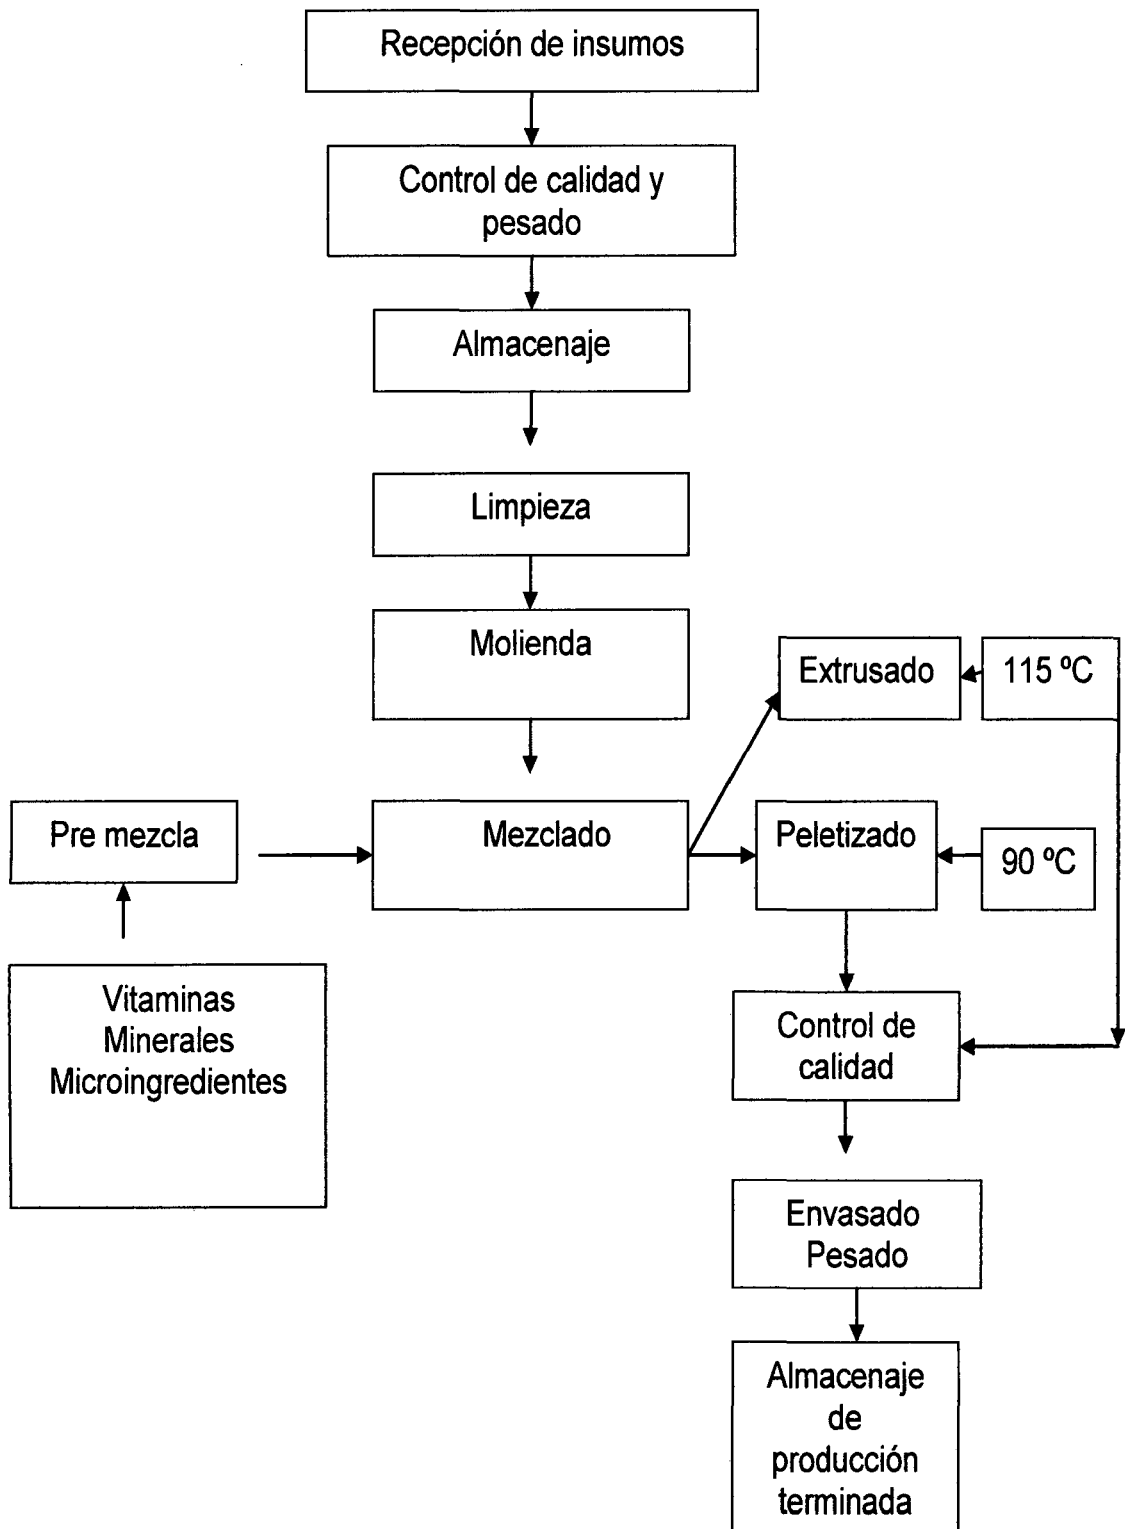 Recepción de insumos
Control de calidad y
pesado
Almacenaje
Limpieza
Molienda
Extrusado
115 ºC
Pre mezcla
Mezclado
Peletizado
90 ºC
Vitaminas
Minerales
Microingredientes
Control de
calidad
Envasado
Pesado
Almacenaje
de
producción
terminada